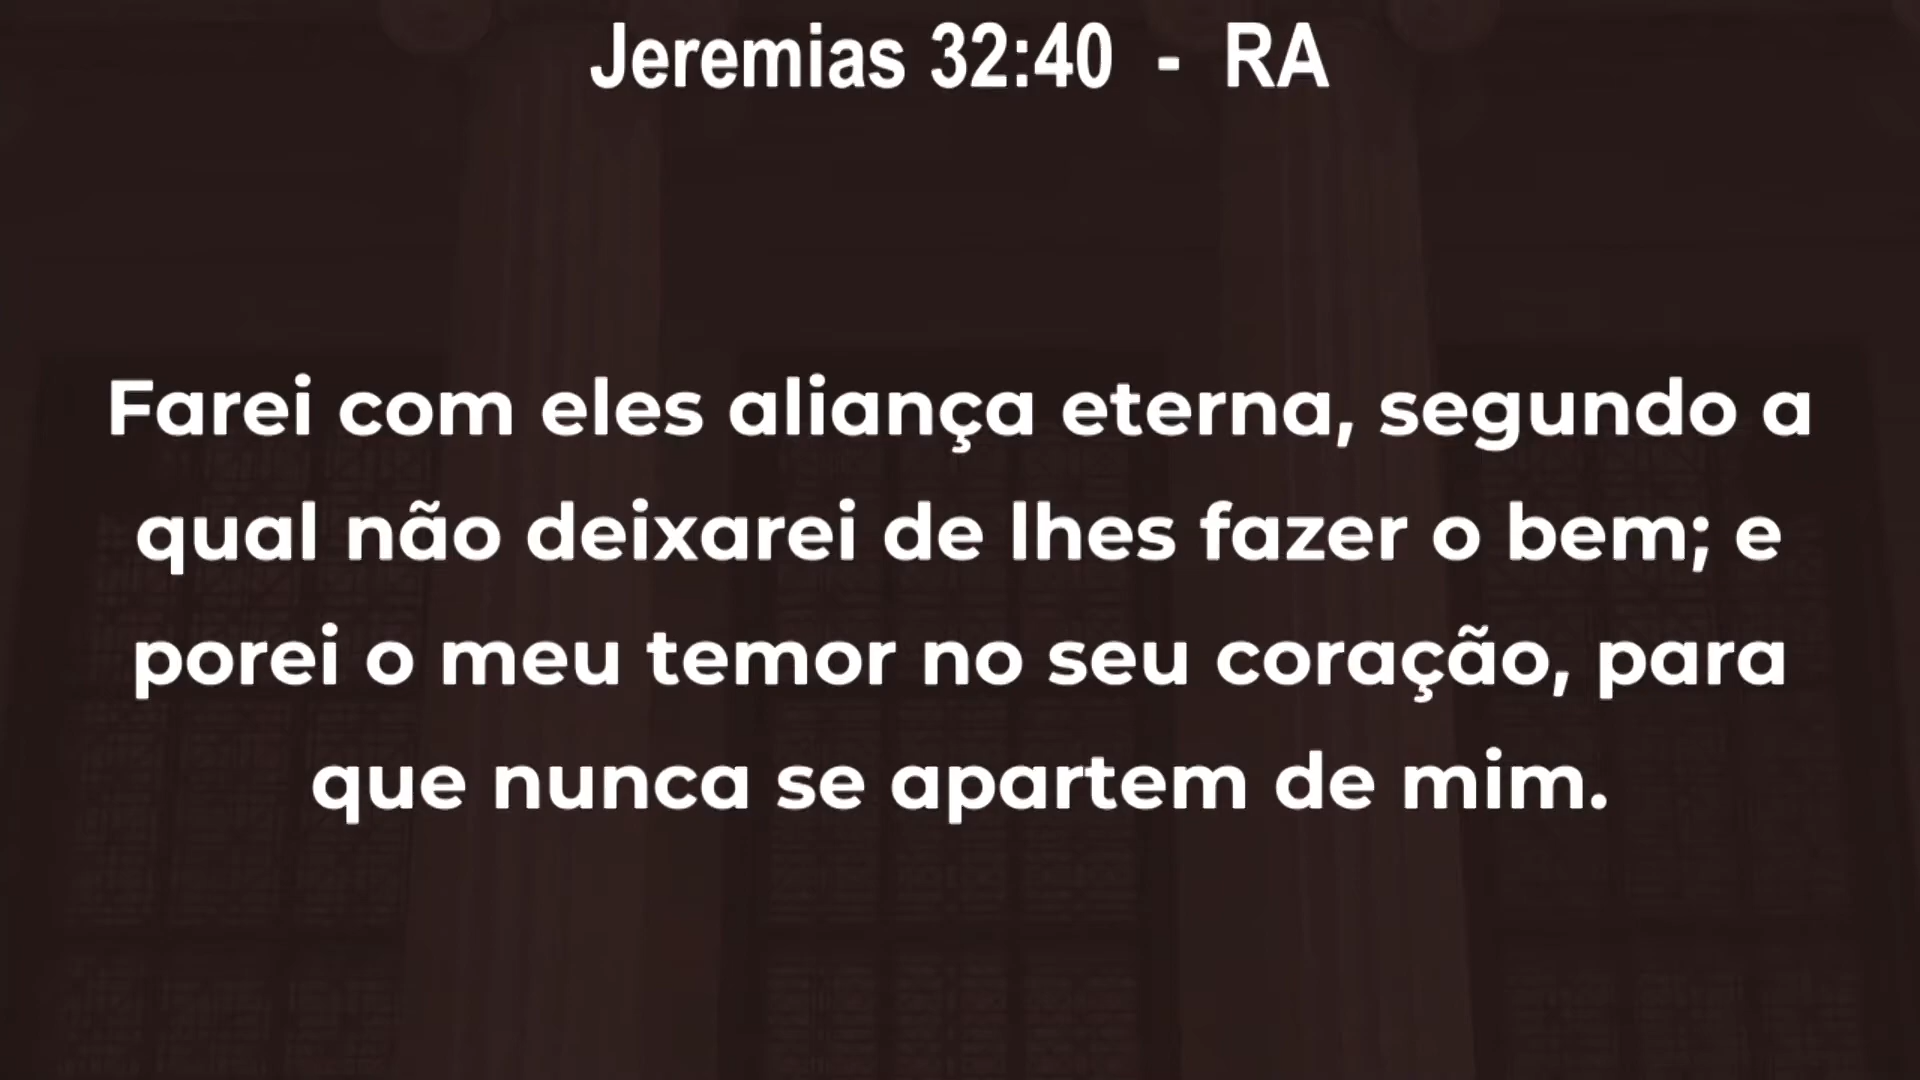 Jeremias 32:40 - RA
Farei com eles aliança eterna, segundo a
qual não deixarei de lhes fazer o bem; e
porei o meu temor no seu coração, para
que nunca se apartem de mim.